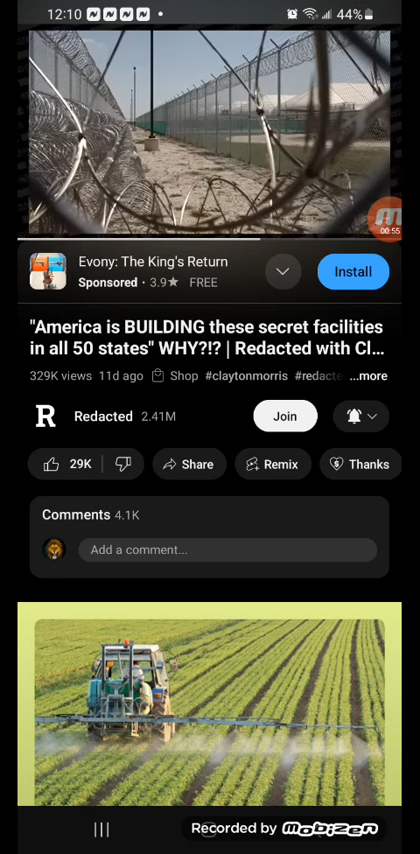 12:10
44%
00:55
Evony: The King's Return
Sponsored · 3.9★ FREE
Install
"America is BUILDING these secret facilities
in all 50 states" WHY?!? | Redacted with Cl...
329K views 11d ago Shop #claytonmorris #redacte ...more
R Redacted 2.41M
Join
29K
Share
Remix
Thanks
Comments 4.1K
Add a comment...
Recorded by mobizen